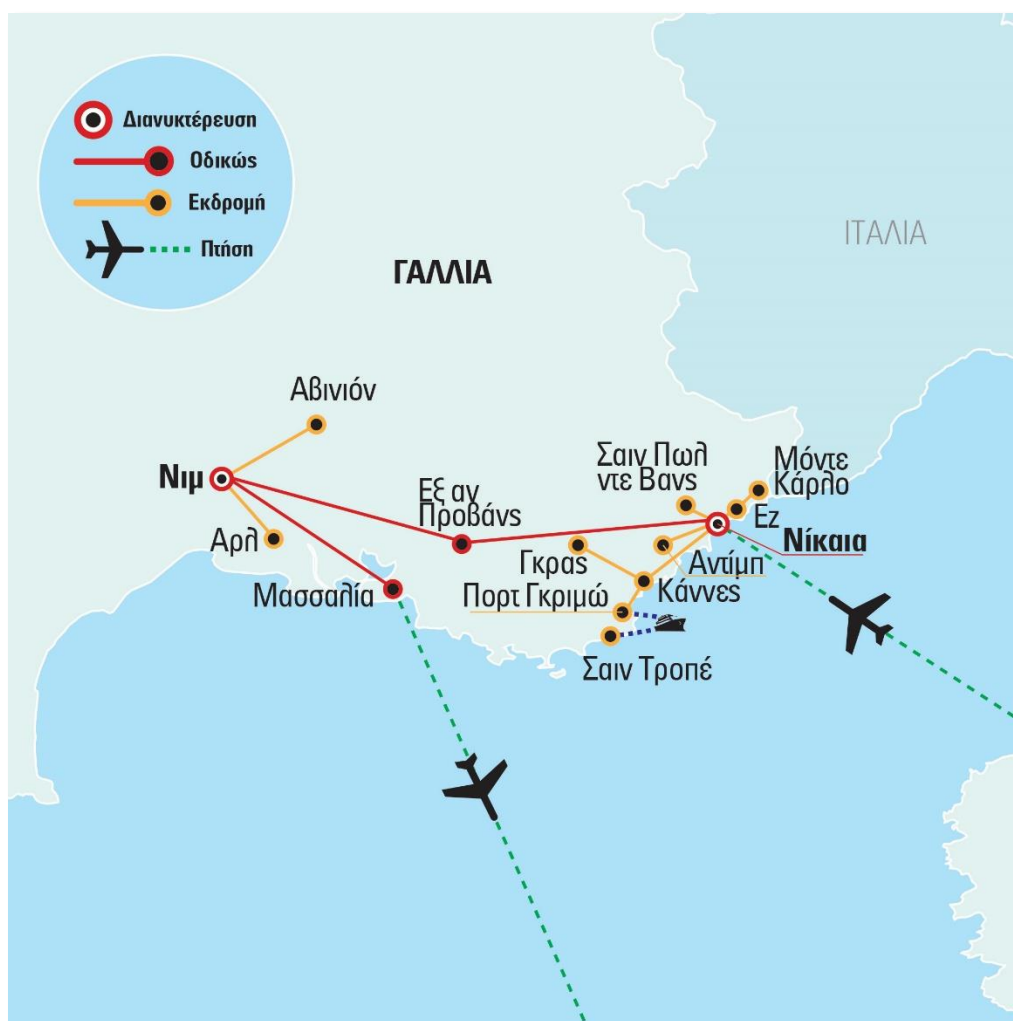 Διανυκτέρευση
Οδικώς
Εκδρομή
Πτήση
ΙΤΑΛΙΑ
ΓΑΛΛΙΑ
Αβινιόν
Νιμ
Αρλ
Μασσαλία
Εξ αν
Προβάνς
Σαιν Πωλ
ντε Βανς
Μόντε
Κάρλο
Εζ
Νίκαια
Γκρας
Αντίμπ
Κάννες
Πορτ Γκριμώ
Σαιν Τροπέ